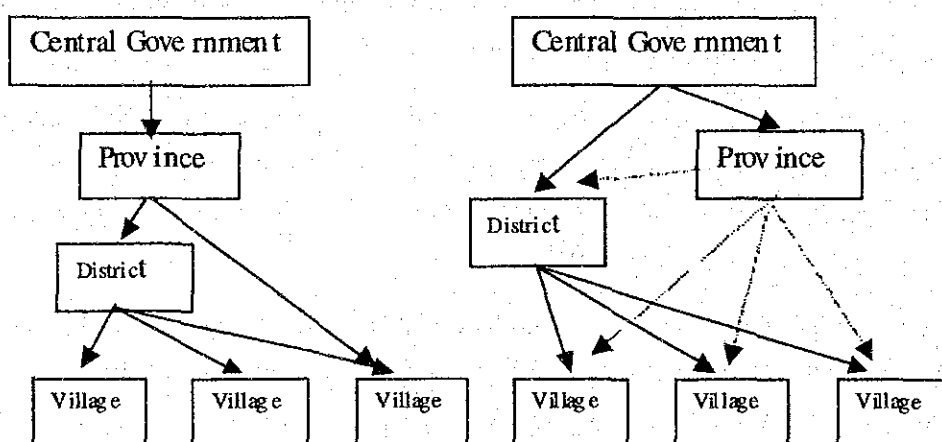 Central Government
Province
District
Village
Village
Village
Central Government
Province
District
Village
Village
Village